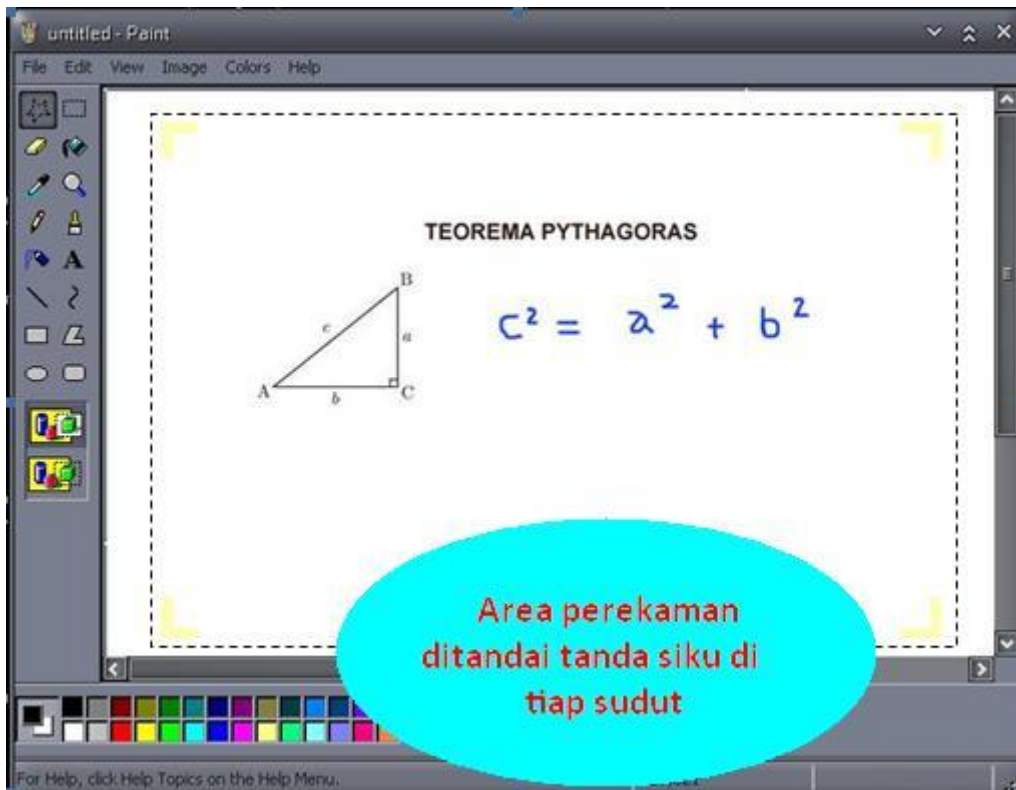 untitled - Paint
File Edit View Image Colors Help
TEOREMA PYTHAGORAS
B
c
a
A
b
C
c² = a² + b²
Area perekaman
ditandai tanda siku di
tiap sudut
For Help, click Help Topics on the Help Menu.